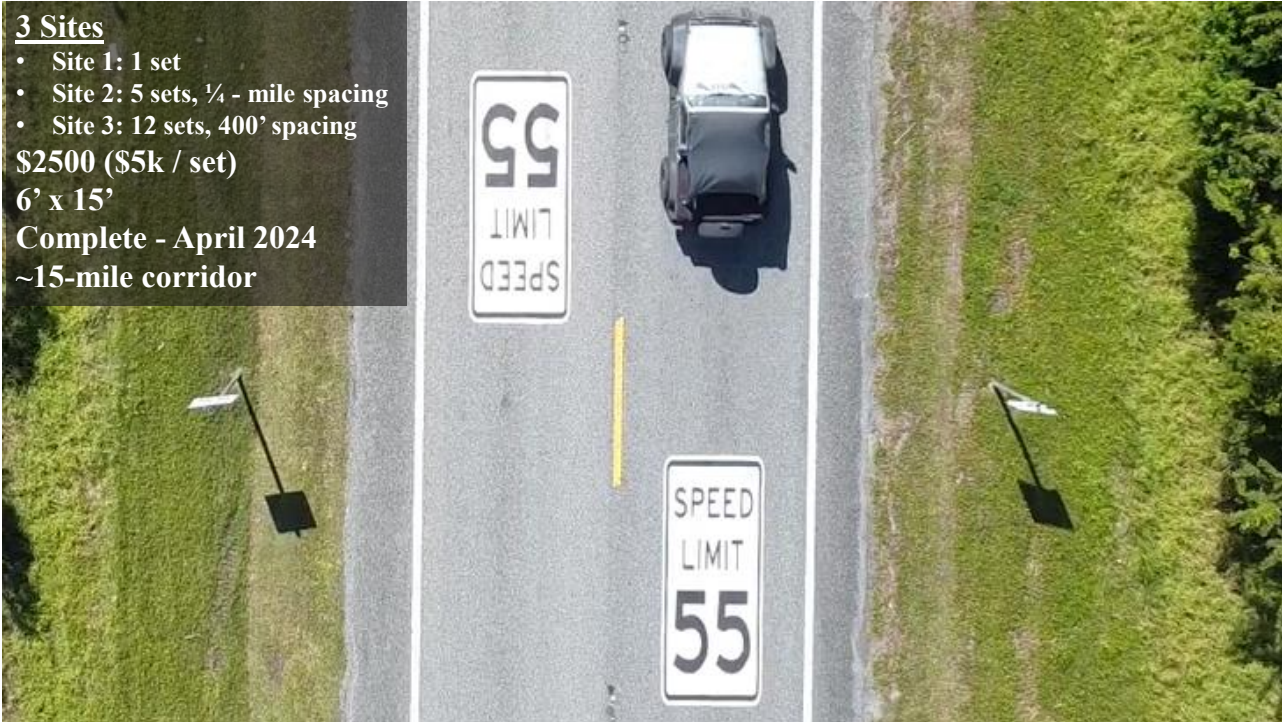 3 Sites
• Site 1: 1 set
• Site 2: 5 sets, ¼ - mile spacing
• Site 3: 12 sets, 400’ spacing
$2500 ($5k / set)
6’ x 15’
Complete - April 2024
~15-mile corridor
SPEED
LIMIT
55
SPEED
LIMIT
55